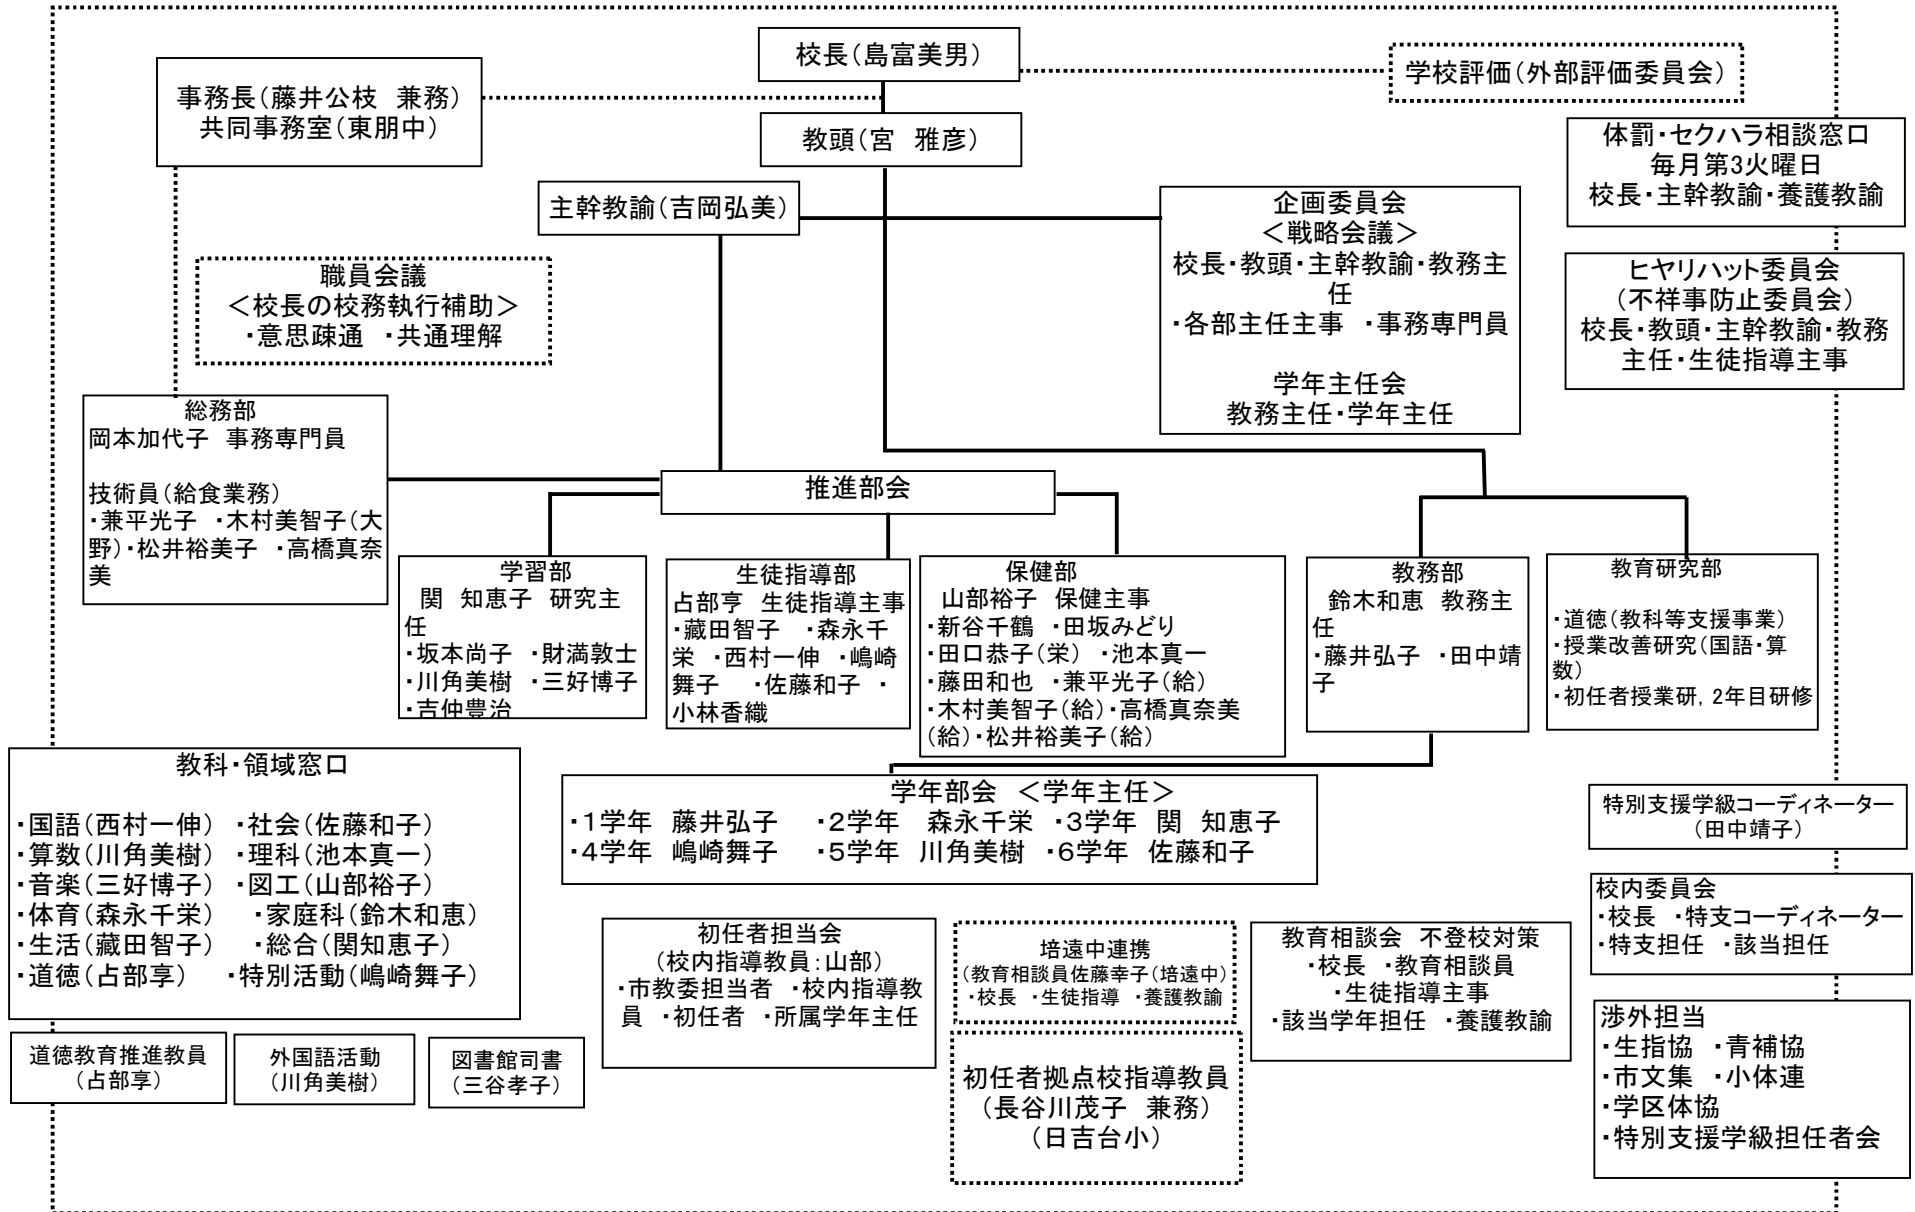 校長(島富美男)
学校評価(外部評価委員会)
事務長(藤井公枝　兼務)
共同事務室(東朋中)
教頭(宮　雅彦)
体罰・セクハラ相談窓口
毎月第3火曜日
校長・主幹教諭・養護教諭
主幹教諭(吉岡弘美)
企画委員会
＜戦略会議＞
校長・教頭・主幹教諭・教務主
任
・各部主任主事　・事務専門員
学年主任会
教務主任・学年主任
職員会議
＜校長の校務執行補助＞
・意思疎通　・共通理解
ヒヤリハット委員会
(不祥事防止委員会)
校長・教頭・主幹教諭・教務
主任・生徒指導主事
総務部
岡本加代子　事務専門員
技術員(給食業務)
・兼平光子　・木村美智子(大
野)・松井裕美子　・高橋真奈
美
推進部会
学習部
関　知恵子　研究主
任
・坂本尚子　・財満敦士
・川角美樹　・三好博子
・吉仲豊治
生徒指導部
占部亨　生徒指導主事
・藏田智子　・森永千
栄　・西村一伸　・嶋崎
舞子　・佐藤和子　・
小林香織
保健部
山部裕子　保健主事
・新谷千鶴　・田坂みどり
・田口恭子(栄)　・池本真一
・藤田和也　・兼平光子(給)
・木村美智子(給)・高橋真奈美
(給)・松井裕美子(給)
教務部
鈴木和恵　教務主
任
・藤井弘子　・田中靖
子
教育研究部
・道徳(教科等支援事業)
・授業改善研究(国語・算
数)
・初任者授業研，2年目研修
教科・領域窓口
・国語(西村一伸)　・社会(佐藤和子)
・算数(川角美樹)　・理科(池本真一)
・音楽(三好博子)　・図工(山部裕子)
・体育(森永千栄)　・家庭科(鈴木和恵)
・生活(藏田智子)　・総合(関知恵子)
・道徳(占部享)　・特別活動(嶋崎舞子)
学年部会　＜学年主任＞
・1学年　藤井弘子　・2学年　森永千栄　・3学年　関　知恵子
・4学年　嶋崎舞子　・5学年　川角美樹　・6学年　佐藤和子
特別支援学級コーディネーター
(田中靖子)
校内委員会
・校長　・特支コーディネーター
・特支担任　・該当担任
初任者担当会
(校内指導教員：山部)
・市教委担当者　・校内指導教
員　・初任者　・所属学年主任
培遠中連携
(教育相談員佐藤幸子(培遠中)
・校長　・生徒指導　・養護教諭
教育相談会　不登校対策
・校長　・教育相談員
・生徒指導主事
・該当学年担任　・養護教諭
渉外担当
・生指協　・青補協
・市文集　・小体連
・学区体協
・特別支援学級担任者会
道徳教育推進教員
(占部享)
外国語活動
(川角美樹)
図書館司書
(三谷孝子)
初任者拠点校指導教員
(長谷川茂子　兼務)
(日吉台小)